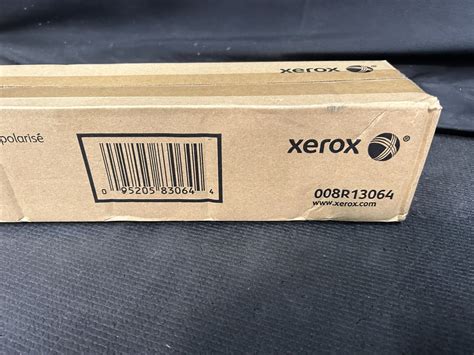 xerox
polarisé
xerox
0 95205 83064 4
008R13064
www.xerox.com